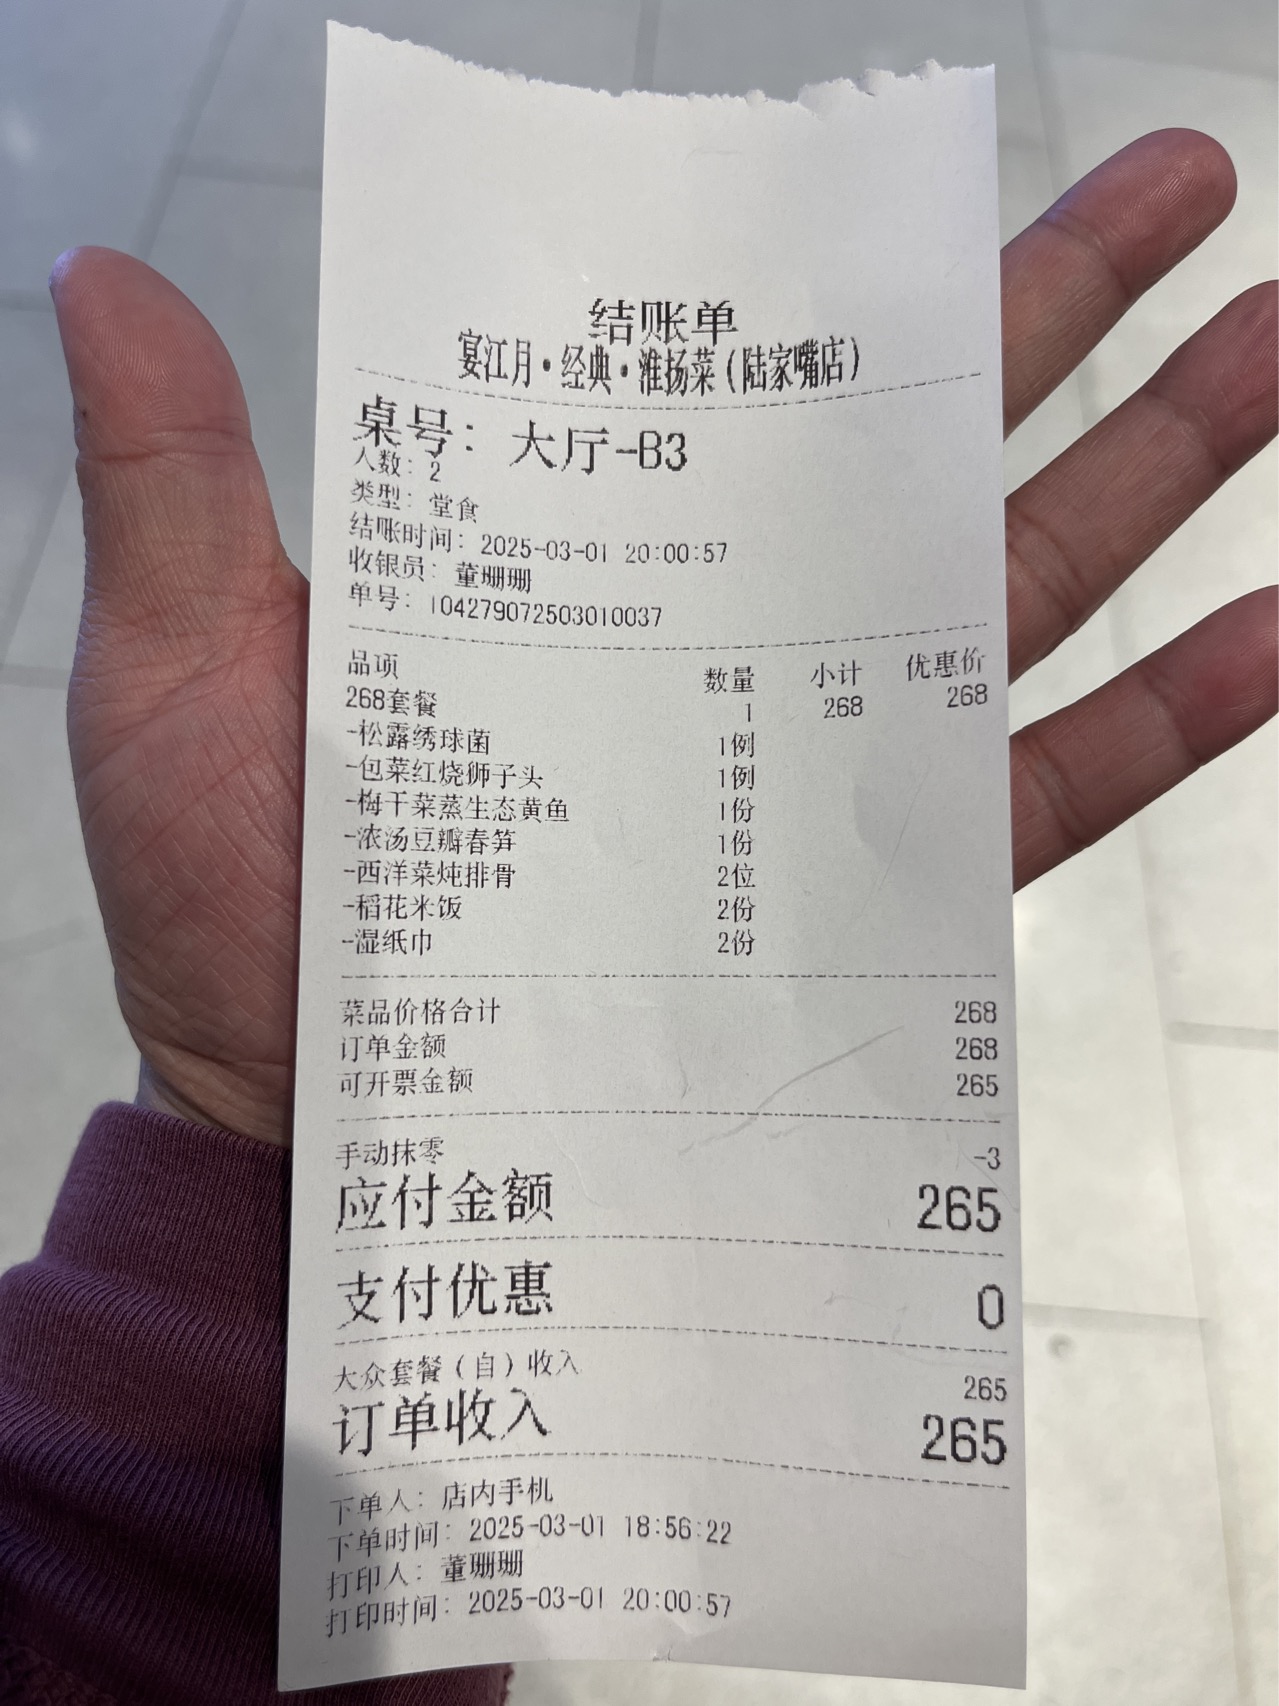 结账单
宴江月·经典·淮扬菜(陆家嘴店)
桌号: 大厅-B3
人数: 2
类型: 堂食
结账时间: 2025-03-01 20:00:57
收银员: 董珊珊
单号: 104279072503010037
品项 数量 小计 优惠价
268套餐 1 268 268
-松露绣球菌 1例
-包菜红烧狮子头 1例
-梅干菜蒸生态黄鱼 1份
-浓汤豆瓣春笋 1份
-西洋菜炖排骨 2位
-稻花米饭 2份
-湿纸巾 2份
菜品价格合计 268
订单金额 268
可开票金额 265
手动抹零 -3
应付金额 265
支付优惠 0
大众套餐(自)收入 265
订单收入 265
下单人: 店内手机
下单时间: 2025-03-01 18:56:22
打印人: 董珊珊
打印时间: 2025-03-01 20:00:57